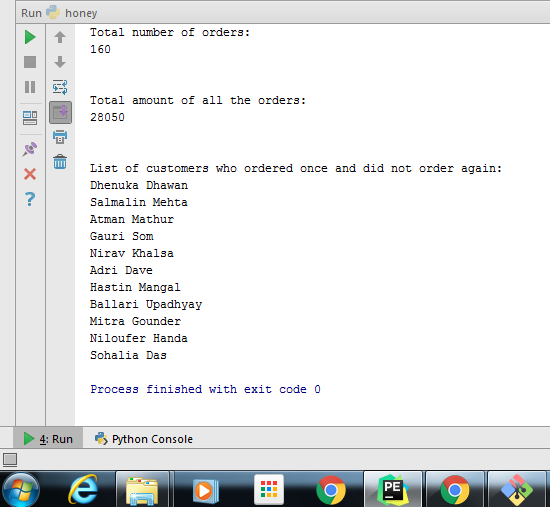 Run honey
Total number of orders:
160
Total amount of all the orders:
28050
List of customers who ordered once and did not order again:
Dhenuka Dhawan
Salmalin Mehta
Atman Mathur
Gauri Som
Nirav Khalsa
Adri Dave
Hastin Mangal
Ballari Upadhyay
Mitra Gounder
Niloufer Handa
Sohalia Das
Process finished with exit code 0
4: Run Python Console
PE